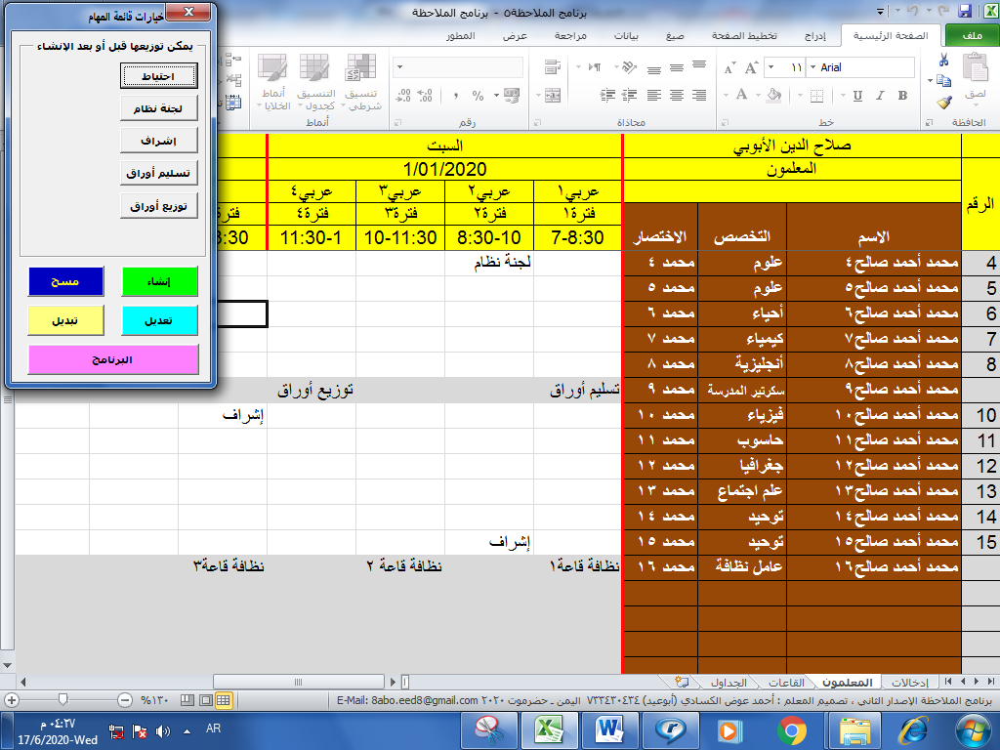 برنامج الملاحظة٥ - برنامج الملاحظة
ملف
الصفحة الرئيسية
إدراج
تخطيط الصفحة
صيغ
بيانات
مراجعة
عرض
المطور
لصق
الحافظة
Arial
11
B I U
خط
محاذاة
%
رقم
تنسيق شرطي
التنسيق كجدول
أنماط الخلايا
أنماط
خيارات قائمة المهام
يمكن توزيعها قبل أو بعد الإنشاء
احتياط
لجنة نظام
إشراف
تسليم أوراق
توزيع أوراق
إنشاء
مسح
تعديل
تبديل
البرنامج
الرقم
صلاح الدين الأيوبي
المعلمون
السبت
1/01/2020
عربي١ عربي٢ عربي٣ عربي٤
فترة١ فترة٢ فترة٣ فترة٤
7-8:30 8:30-10 10-11:30 11:30-1
الاسم التخصص الاختصار
4 محمد أحمد صالح٤ علوم محمد ٤ لجنة نظام
5 محمد أحمد صالح٥ علوم محمد ٥
6 محمد أحمد صالح٦ أحياء محمد ٦
7 محمد أحمد صالح٧ كيمياء محمد ٧
8 محمد أحمد صالح٨ أنجليزية محمد ٨
محمد أحمد صالح٩ سكرتير المدرسة محمد ٩ تسليم أوراق توزيع أوراق
10 محمد أحمد صالح١٠ فيزياء محمد ١٠ إشراف
11 محمد أحمد صالح١١ حاسوب محمد ١١
12 محمد أحمد صالح١٢ جغرافيا محمد ١٢
13 محمد أحمد صالح١٣ علم اجتماع محمد ١٣
14 محمد أحمد صالح١٤ توحيد محمد ١٤
15 محمد أحمد صالح١٥ توحيد محمد ١٥ إشراف
محمد أحمد صالح١٦ عامل نظافة محمد ١٦ نظافة قاعة١ نظافة قاعة ٢ نظافة قاعة٣
إدخالات
المعلمون
القاعات
الجداول
برنامج الملاحظة الإصدار الثاني ، تصميم المعلم : أحمد عوض الكسادي (أبوعيد) ٧٣٣٤٣٠٤٣٤ اليمن ـ حضرموت ٢٠٢٠ E-Mail: 8abo.eed8@gmail.com
%١٣٠
AR
٠٤:٢٧ م
17/6/2020-Wed